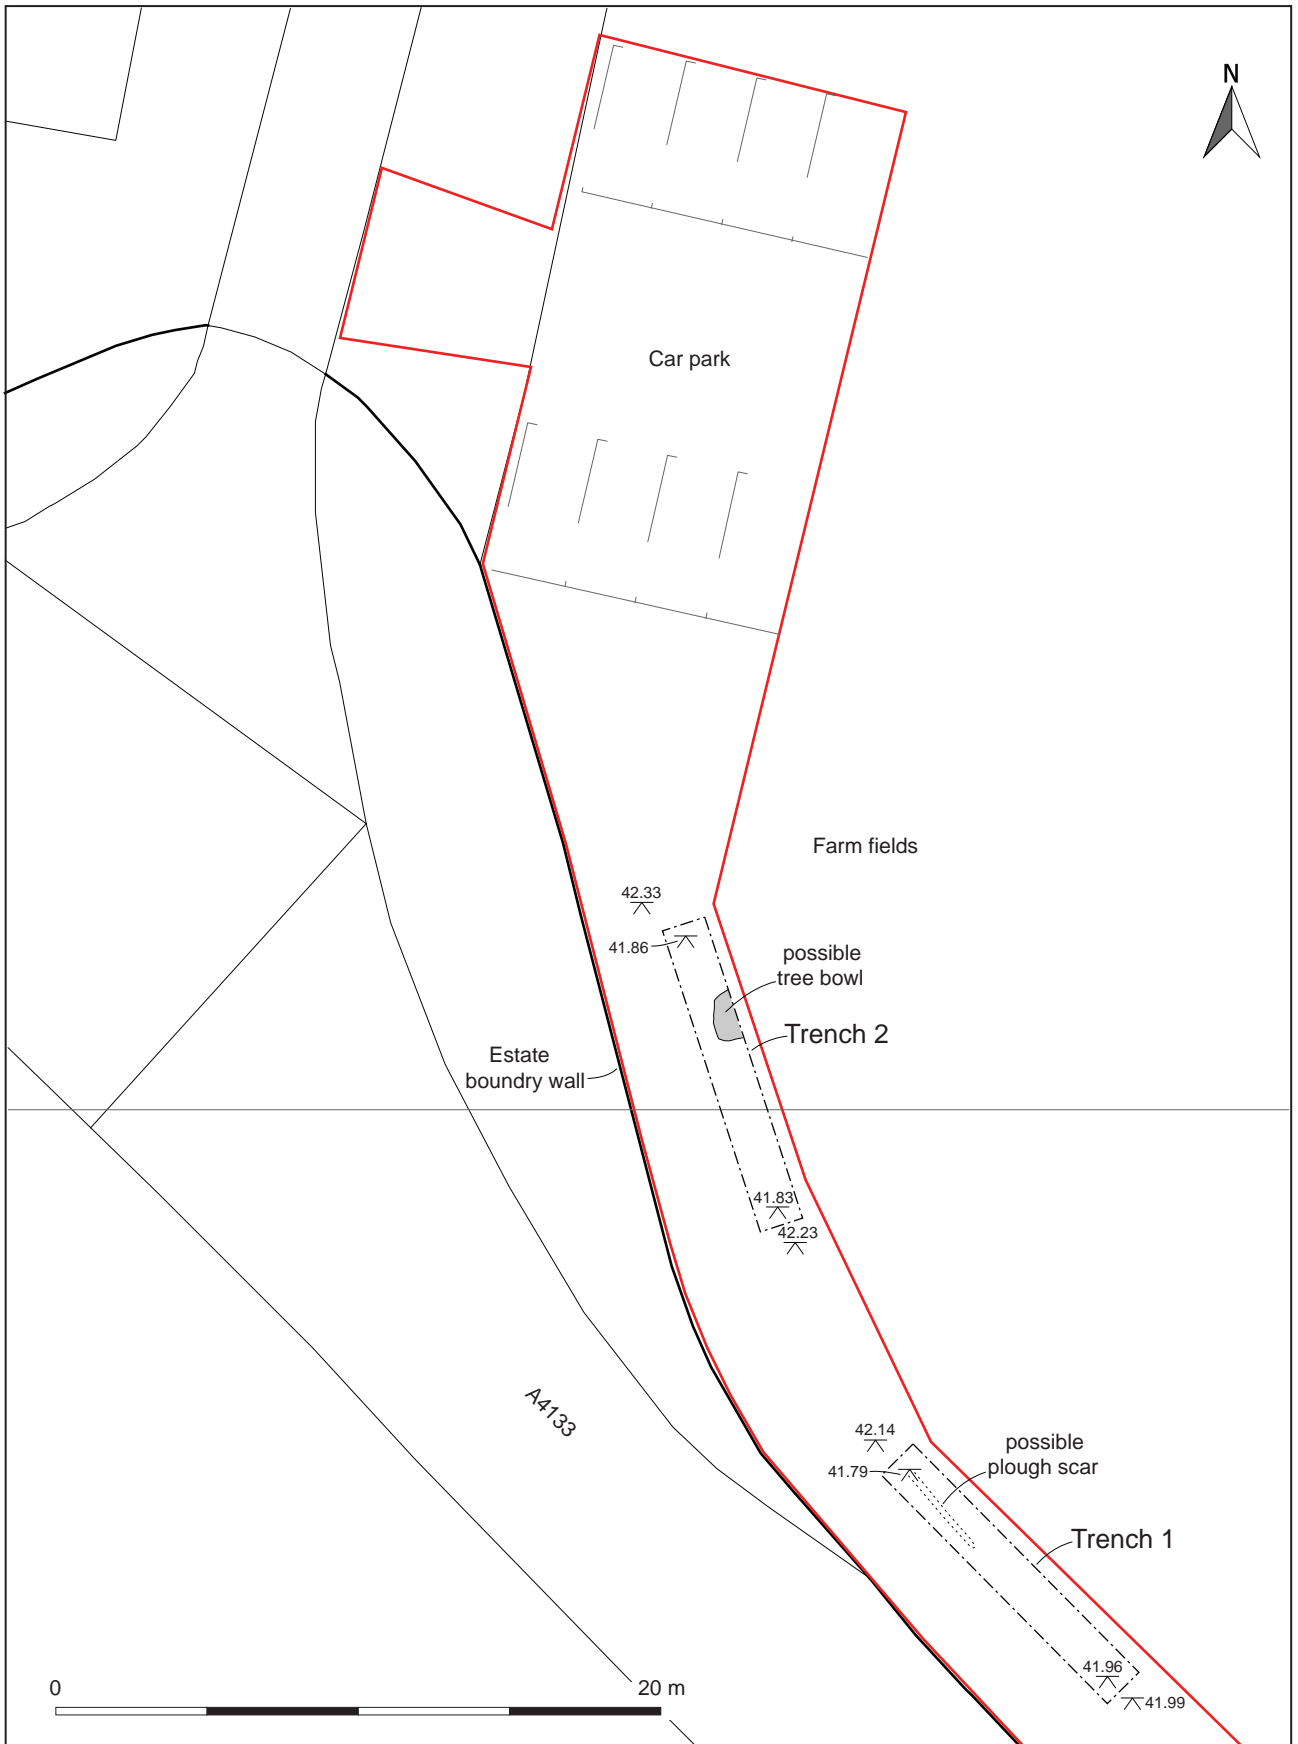 N
Car park
Farm fields
42.33
41.86
possible
tree bowl
Trench 2
Estate
boundry wall
41.83
42.23
A4133
42.14
41.79
possible
plough scar
Trench 1
41.96
41.99
0
20 m